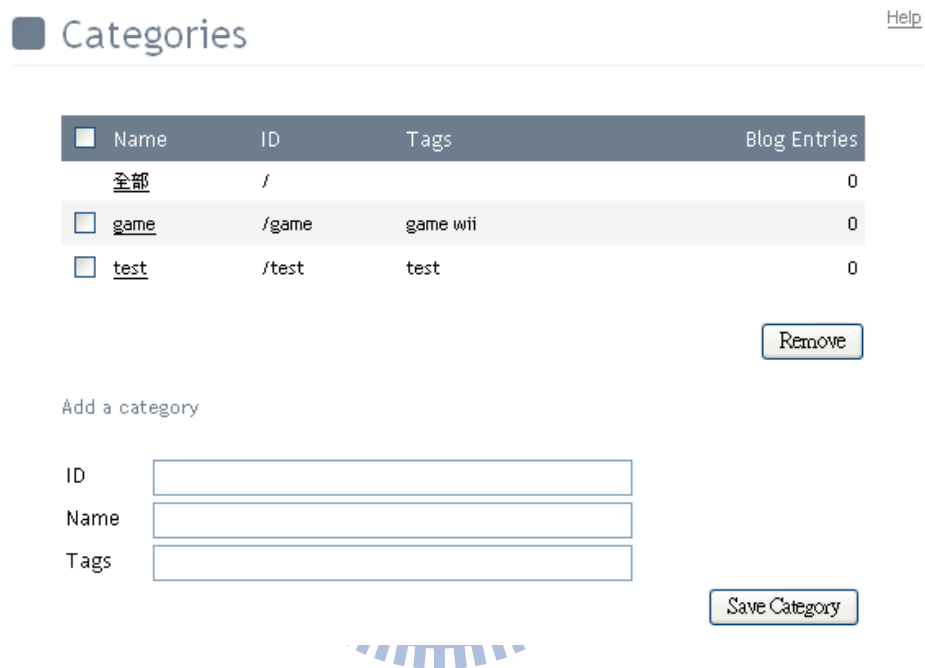 Help
Categories
Name ID Tags Blog Entries
全部 / 0
game /game game wii 0
test /test test 0
Remove
Add a category
ID
Name
Tags
Save Category